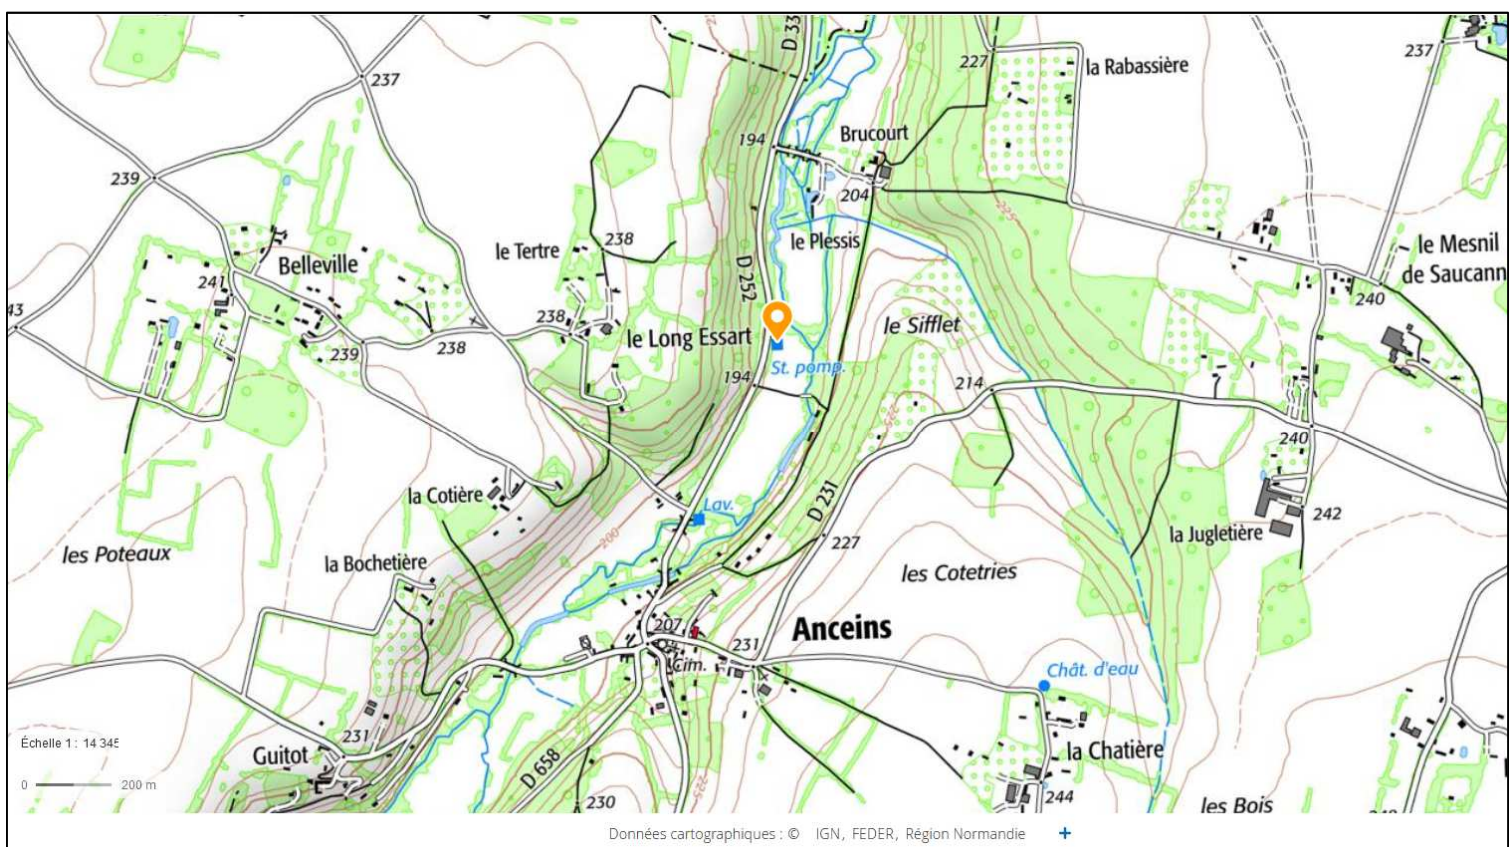 D 33
237
227
la Rabassière
237
194
Brucourt
239
204
225
le Tertre
238
le Plessis
le Mesnil
de Saucann
Belleville
241
D 252
240
43
238
le Long Essart
le Sifflet
239
238
St. pomp.
194
214
225
240
la Cotière
Lav.
D 231
242
la Jugletière
les Poteaux
200
227
la Bochetière
les Cotetries
207
Anceins
231
Cim.
Chât. d'eau
Échelle 1 : 14 345
231
Guitot
la Chatière
0
200 m
D 658
225
230
244
les Bois
Données cartographiques : © IGN, FEDER, Région Normandie +